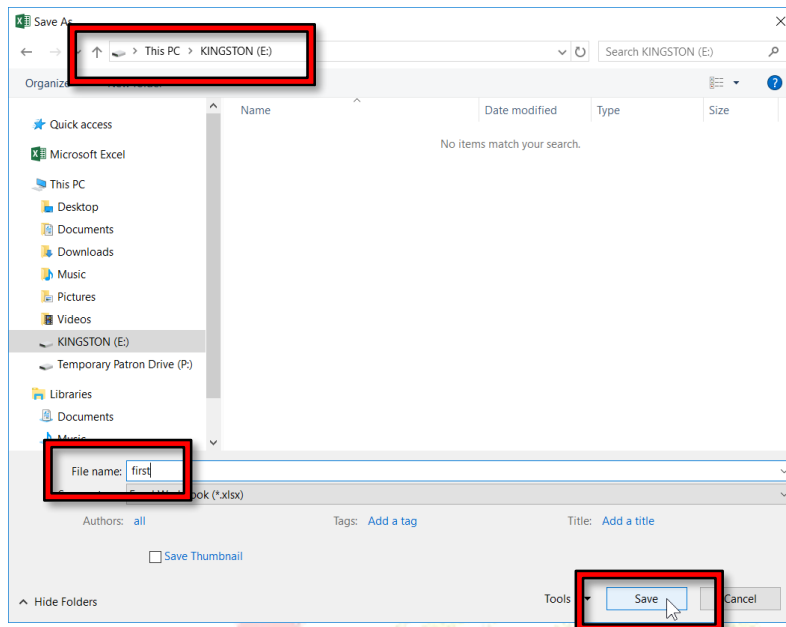 Save As
This PC > KINGSTON (E:)
Search KINGSTON (E:)
Organize
Name
Date modified
Type
Size
No items match your search.
Quick access
Microsoft Excel
This PC
Desktop
Documents
Downloads
Music
Pictures
Videos
KINGSTON (E:)
Temporary Patron Drive (P:)
Libraries
Documents
Music
File name: first
(*.xlsx)
Authors: all
Tags: Add a tag
Title: Add a title
Save Thumbnail
Hide Folders
Tools
Save
Cancel